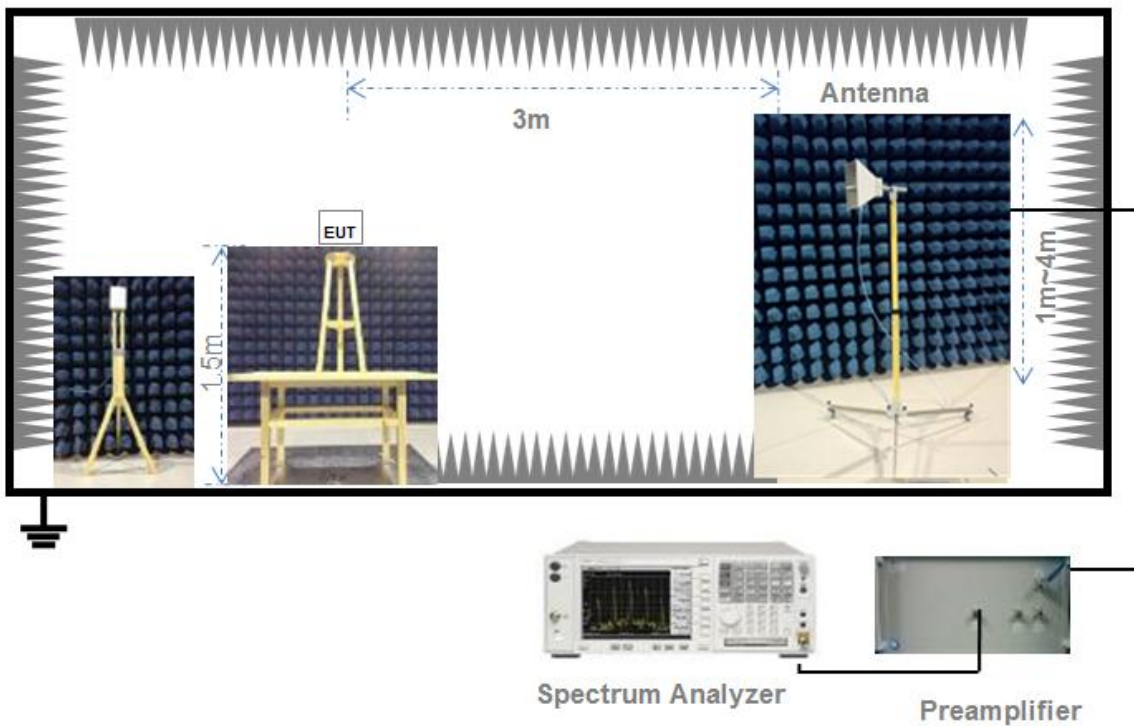 Antenna
3m
EUT
1.5m
1m~4m
Spectrum Analyzer
Preamplifier